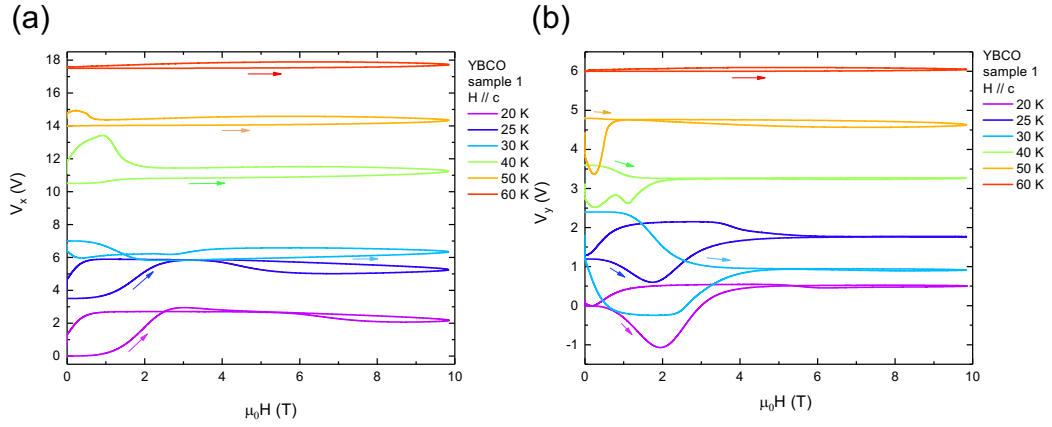 (a)
18
16
14
12
10
8
6
4
2
0
V_x (V)
0
2
4
6
8
10
μ₀H (T)
YBCO
sample 1
H // c
20 K
25 K
30 K
40 K
50 K
60 K
(b)
6
5
4
3
2
1
0
-1
V_y (V)
0
2
4
6
8
10
μ₀H (T)
YBCO
sample 1
H // c
20 K
25 K
30 K
40 K
50 K
60 K